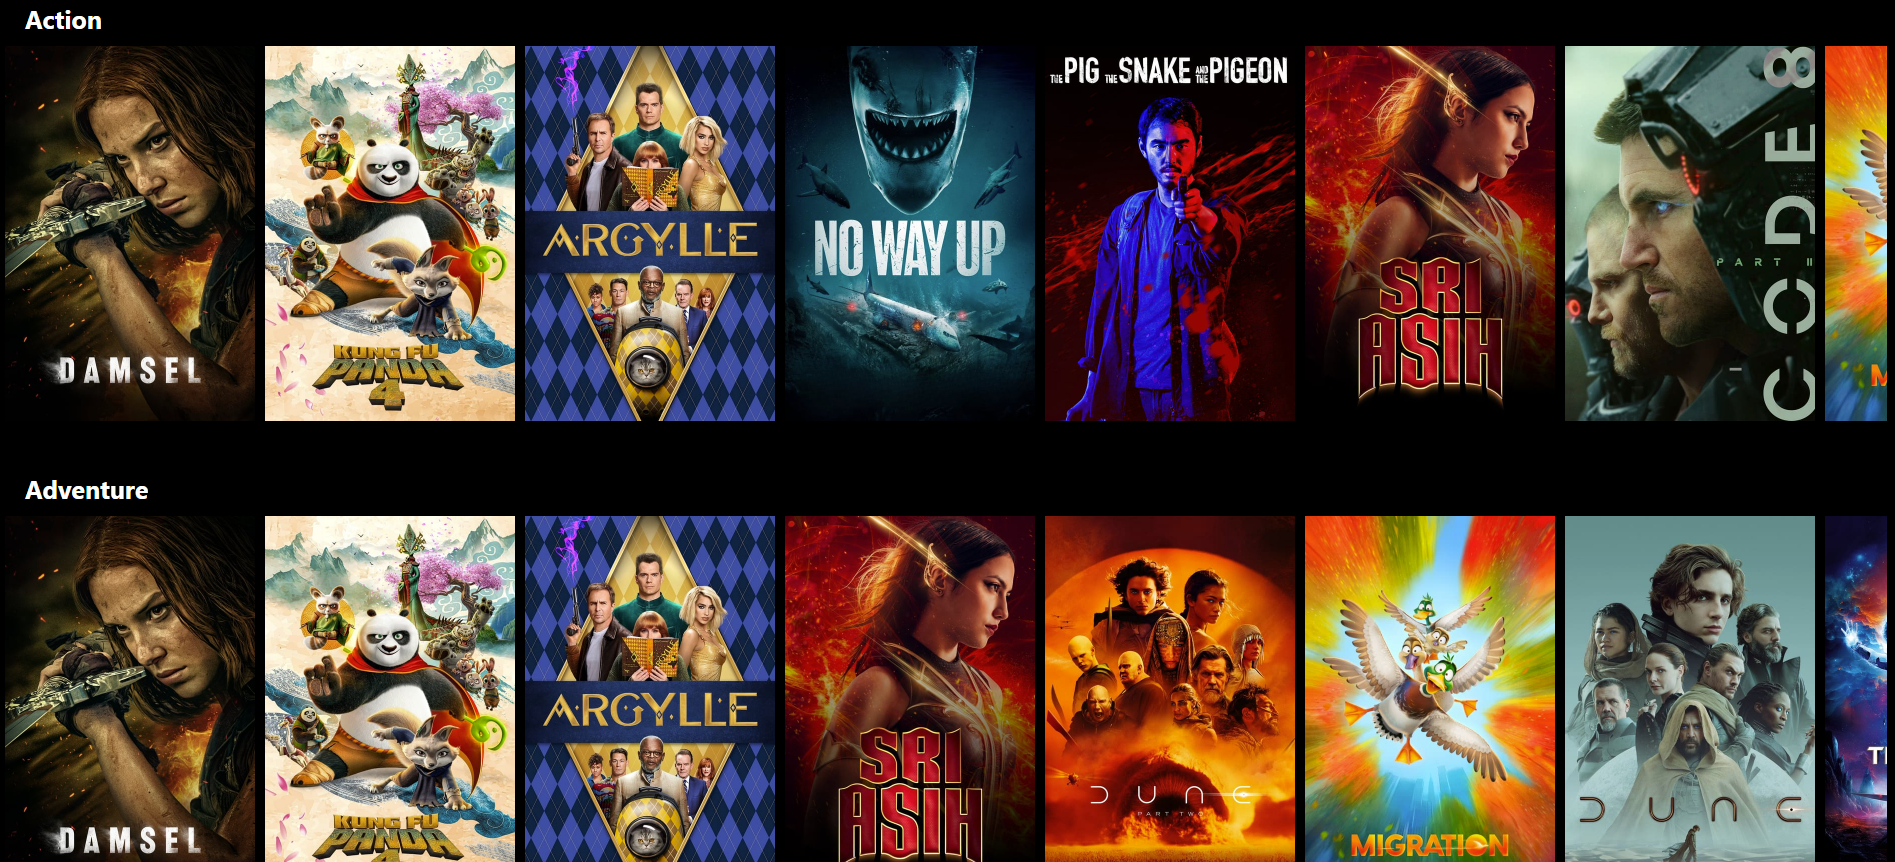 Action
DAMSEL
KUNG FU
PANDA
4
ARGYLLE
NO WAY UP
THE PIG THE SNAKE AND THE PIGEON
SRI
ASIH
CODE 8
PART II
M
Adventure
DAMSEL
KUNG FU
PANDA
4
ARGYLLE
SRI
ASIH
DUNE
PART TWO
MIGRATION
DUNE
T